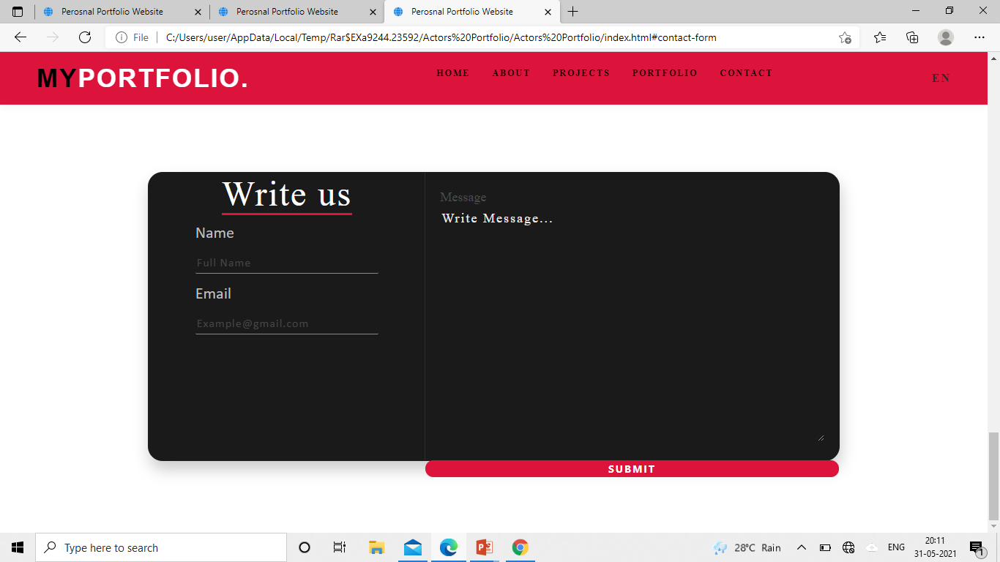 Perosnal Portfolio Website
Perosnal Portfolio Website
Perosnal Portfolio Website
File
C:/Users/user/AppData/Local/Temp/Rar$EXa9244.23592/Actors%20Portfolio/Actors%20Portfolio/index.html#contact-form
MYPORTFOLIO.
HOME ABOUT PROJECTS PORTFOLIO CONTACT
EN
Write us
Name
Full Name
Email
Example@gmail.com
Message
Write Message...
SUBMIT
Type here to search
28°C Rain
ENG
20:11
31-05-2021
1